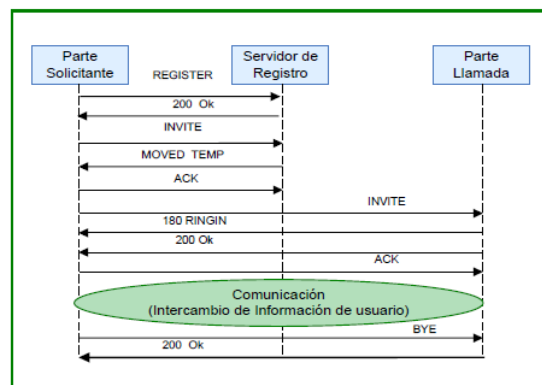 Parte
Solicitante
Servidor de
Registro
Parte
Llamada
REGISTER
200 Ok
INVITE
MOVED TEMP
ACK
INVITE
180 RINGIN
200 Ok
ACK
Comunicación
(Intercambio de Información de usuario)
BYE
200 Ok